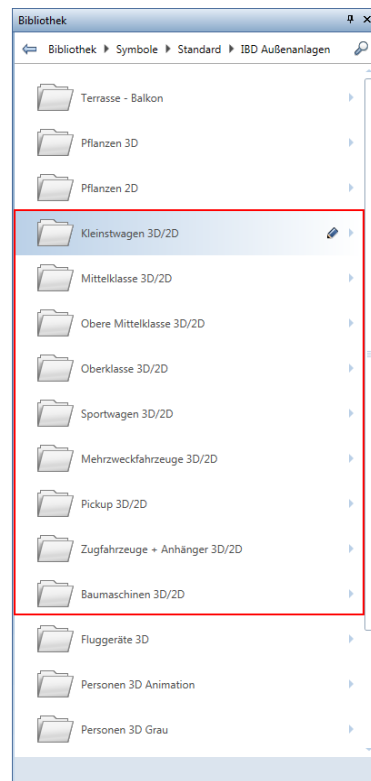 Bibliothek
Bibliothek Symbole Standard IBD Außenanlagen
Terrasse - Balkon
Pflanzen 3D
Pflanzen 2D
Kleinstwagen 3D/2D
Mittelklasse 3D/2D
Obere Mittelklasse 3D/2D
Oberklasse 3D/2D
Sportwagen 3D/2D
Mehrzweckfahrzeuge 3D/2D
Pickup 3D/2D
Zugfahrzeuge + Anhänger 3D/2D
Baumaschinen 3D/2D
Fluggeräte 3D
Personen 3D Animation
Personen 3D Grau